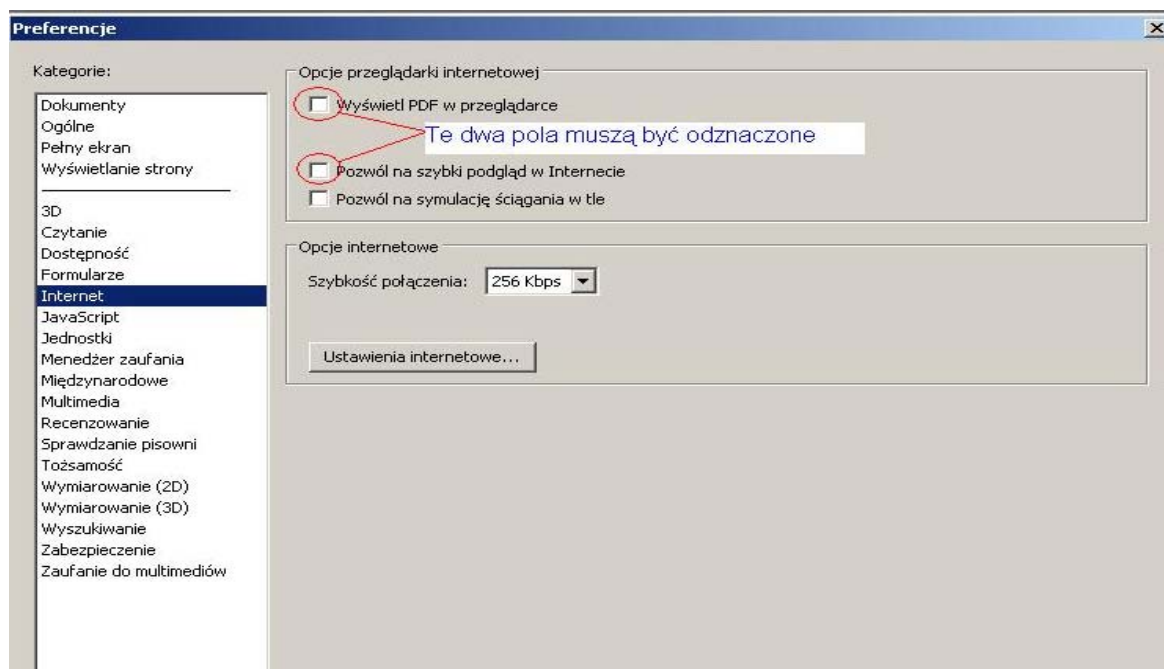 Preferencje
Kategorie:
Dokumenty
Ogólne
Pełny ekran
Wyświetlanie strony
3D
Czytanie
Dostępność
Formularze
Internet
JavaScript
Jednostki
Menedżer zaufania
Międzynarodowe
Multimedia
Recenzowanie
Sprawdzanie pisowni
Tożsamość
Wymiarowanie (2D)
Wymiarowanie (3D)
Wyszukiwanie
Zabezpieczenie
Zaufanie do multimediów
Opcje przeglądarki internetowej
Wyświetl PDF w przeglądarce
Te dwa pola muszą być odznaczone
Pozwól na szybki podgląd w Internecie
Pozwól na symulację ściągania w tle
Opcje internetowe
Szybkość połączenia: 256 Kbps
Ustawienia internetowe...